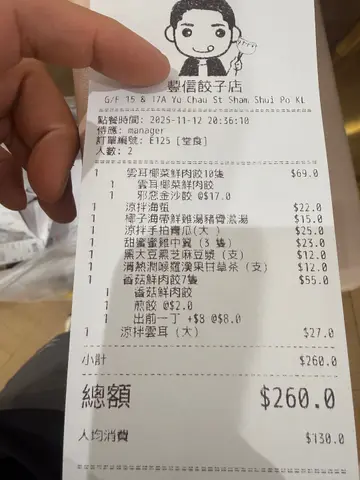 豐信餃子店
G/F 15 & 17A Yu Chau St Sham Shui Po KL
點餐時間: 2025-11-12 20:36:10
侍應: manager
訂單編號: E125 [堂食]
人數: 2
1 雲耳椰菜鮮肉餃10隻 $69.0
1 雲耳椰菜鮮肉餃
1 邪惡金沙餃 @$17.0
1 涼拌海蜇 $22.0
1 椰子海帶鮮雞湯豬骨濃湯 $15.0
1 涼拌手拍青瓜(大) $25.0
1 甜蜜蜜雞中翼 (3 隻) $23.0
1 黑大豆黑芝麻豆漿 (支) $12.0
1 清熱潤喉羅漢果甘草茶 (支) $12.0
1 香菇鮮肉餃7隻 $55.0
1 香菇鮮肉餃
1 煎餃 @$2.0
1 出前一丁 +$8 @$8.0
1 涼拌雲耳 (大) $27.0
小計 $260.0
總額 $260.0
人均消費 $130.0